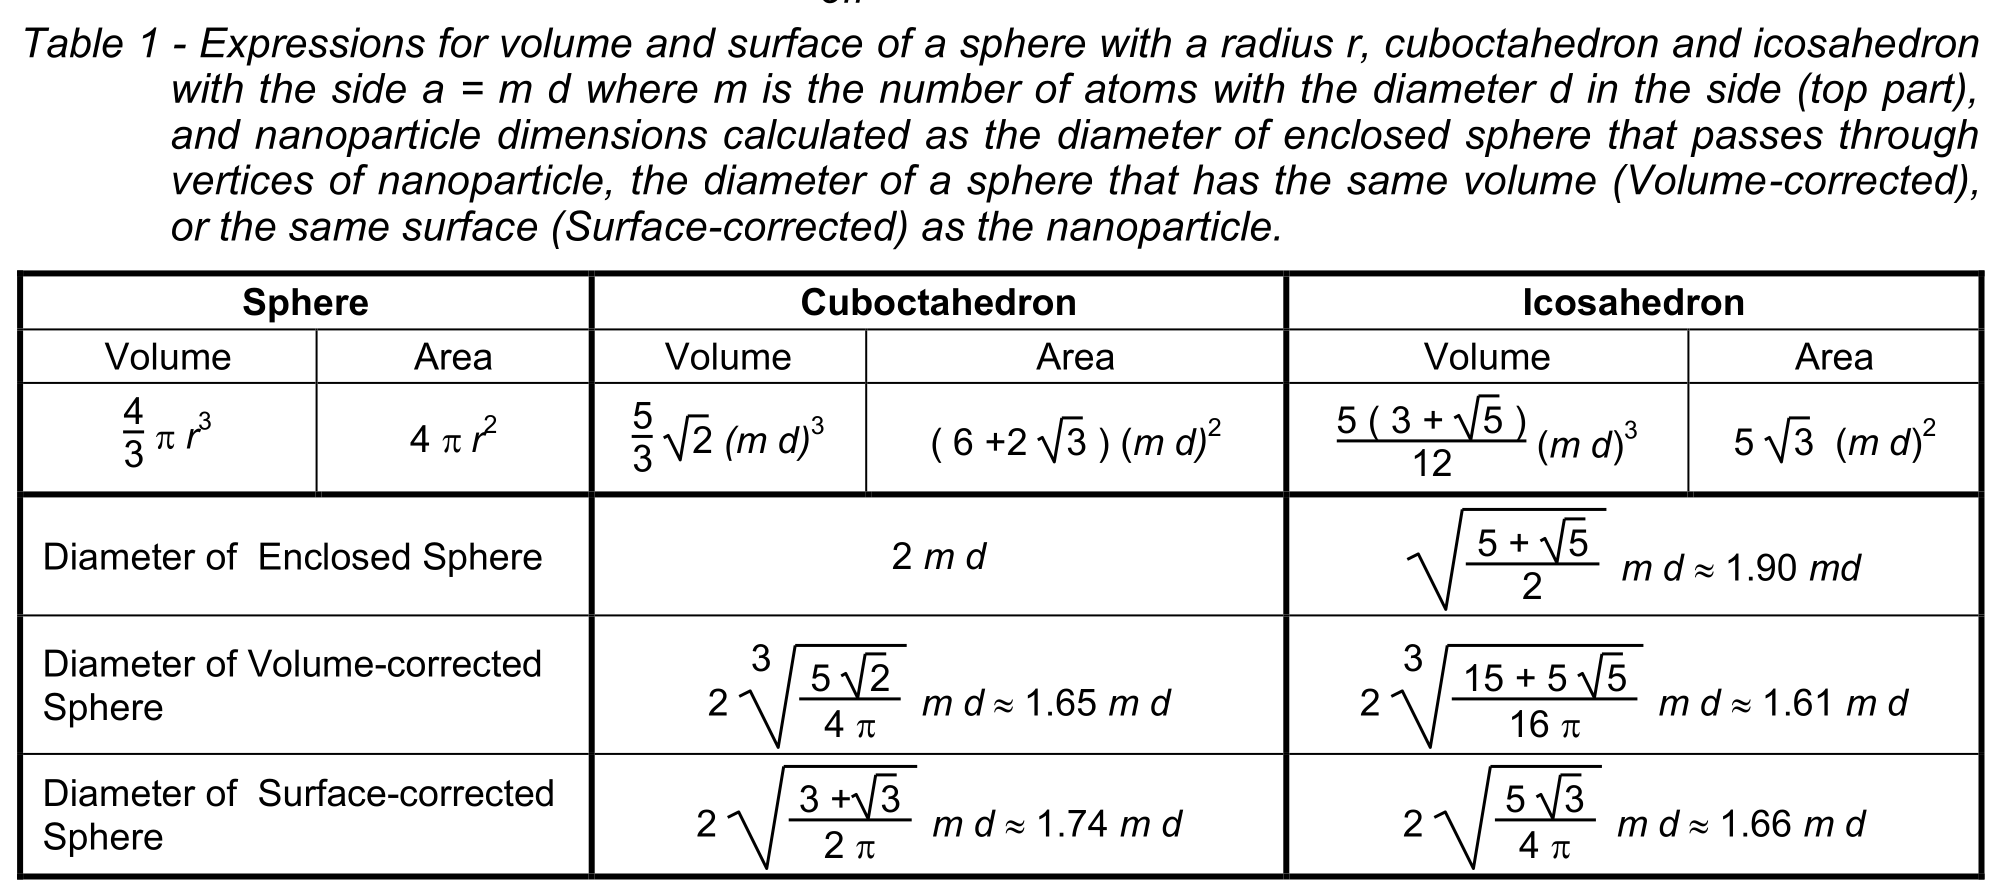 Table 1 - Expressions for volume and surface of a sphere with a radius r, cuboctahedron and icosahedron
with the side a = m d where m is the number of atoms with the diameter d in the side (top part),
and nanoparticle dimensions calculated as the diameter of enclosed sphere that passes through
vertices of nanoparticle, the diameter of a sphere that has the same volume (Volume-corrected),
or the same surface (Surface-corrected) as the nanoparticle.
Sphere Cuboctahedron Icosahedron
Volume Area Volume Area Volume Area
4/3 π r³ 4 π r² 5/3 √2 (m d)³ ( 6 +2 √3 ) (m d)² 5 ( 3 + √5 )/12 (m d)³ 5 √3 (m d)²
Diameter of Enclosed Sphere 2 m d √((5 + √5)/2) m d ≈ 1.90 md
Diameter of Volume-corrected
Sphere 2 ³√(5 √2/4 π) m d ≈ 1.65 m d 2 ³√((15 + 5 √5)/16 π) m d ≈ 1.61 m d
Diameter of Surface-corrected
Sphere 2 √((3 +√3)/2 π) m d ≈ 1.74 m d 2 √(5 √3/4 π) m d ≈ 1.66 m d